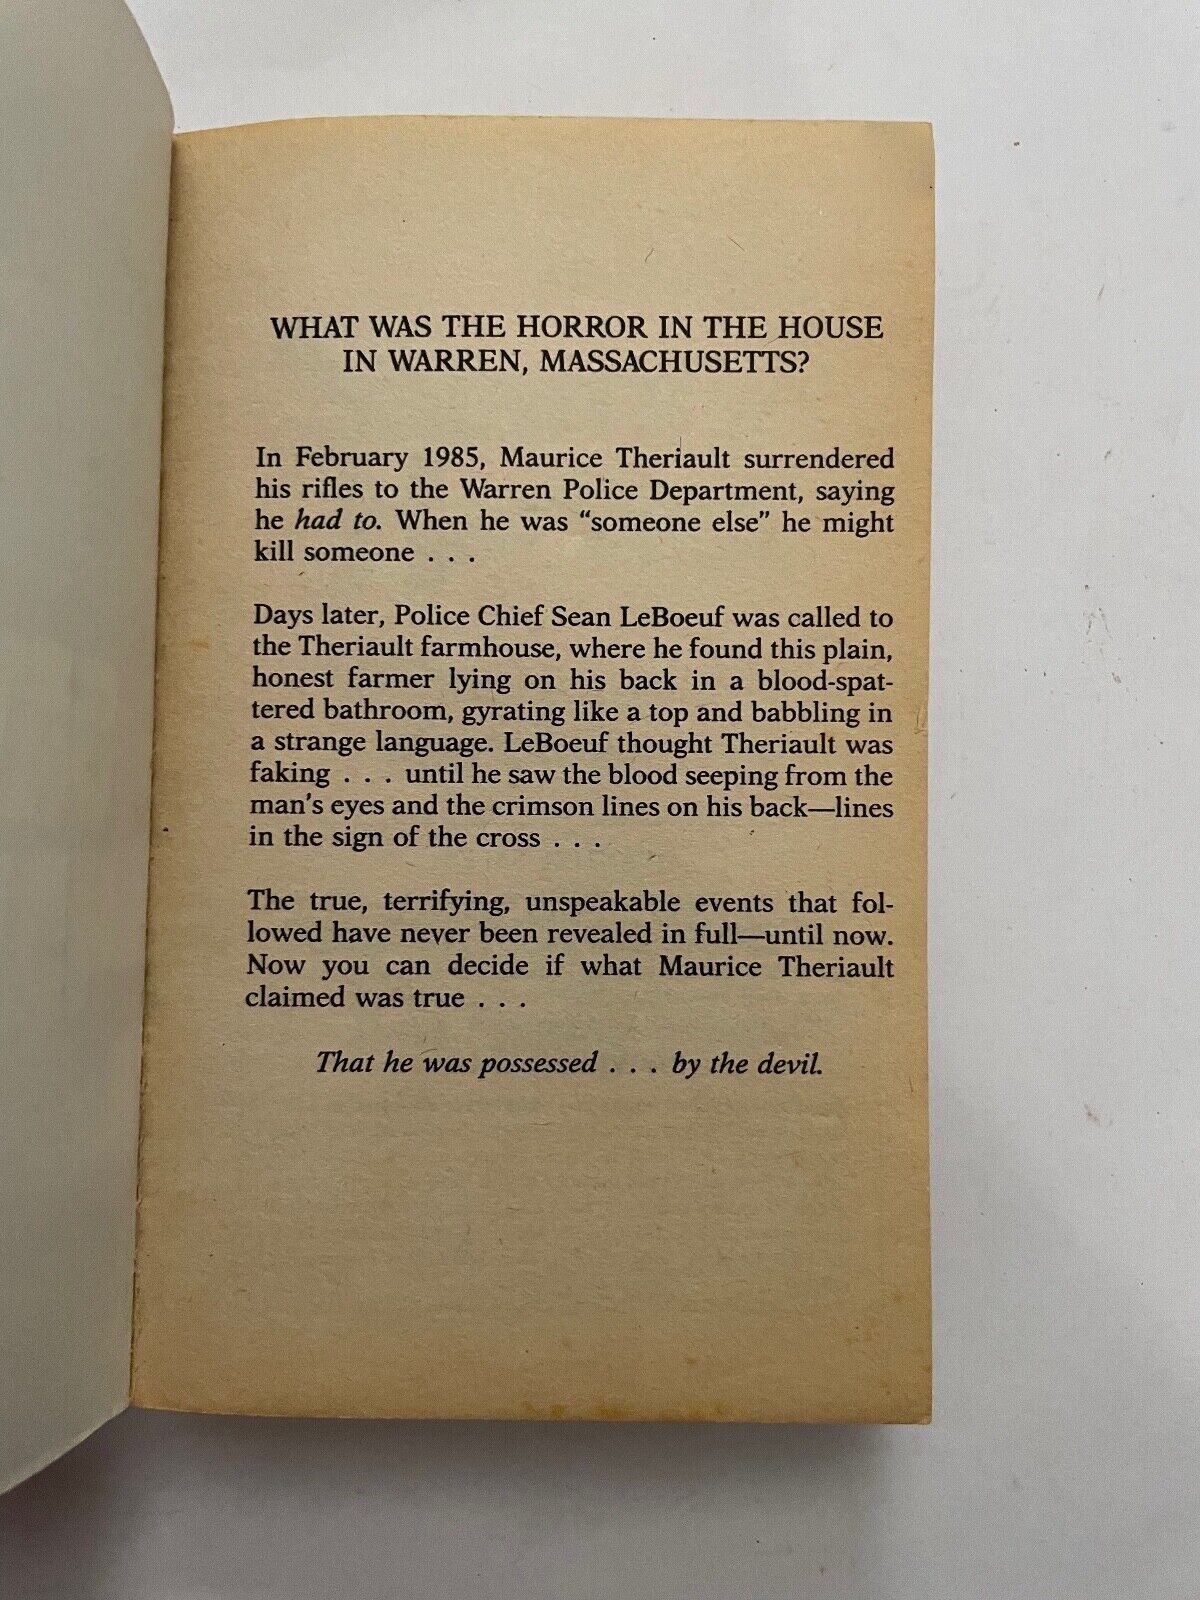 WHAT WAS THE HORROR IN THE HOUSE
IN WARREN, MASSACHUSETTS?
In February 1985, Maurice Theriault surrendered
his rifles to the Warren Police Department, saying
he had to. When he was "someone else" he might
kill someone . . .
Days later, Police Chief Sean LeBoeuf was called to
the Theriault farmhouse, where he found this plain,
honest farmer lying on his back in a blood-spat-
tered bathroom, gyrating like a top and babbling in
a strange language. LeBoeuf thought Theriault was
faking . . . until he saw the blood seeping from the
man's eyes and the crimson lines on his back—lines
in the sign of the cross . . .
The true, terrifying, unspeakable events that fol-
lowed have never been revealed in full—until now.
Now you can decide if what Maurice Theriault
claimed was true . . .
That he was possessed . . . by the devil.